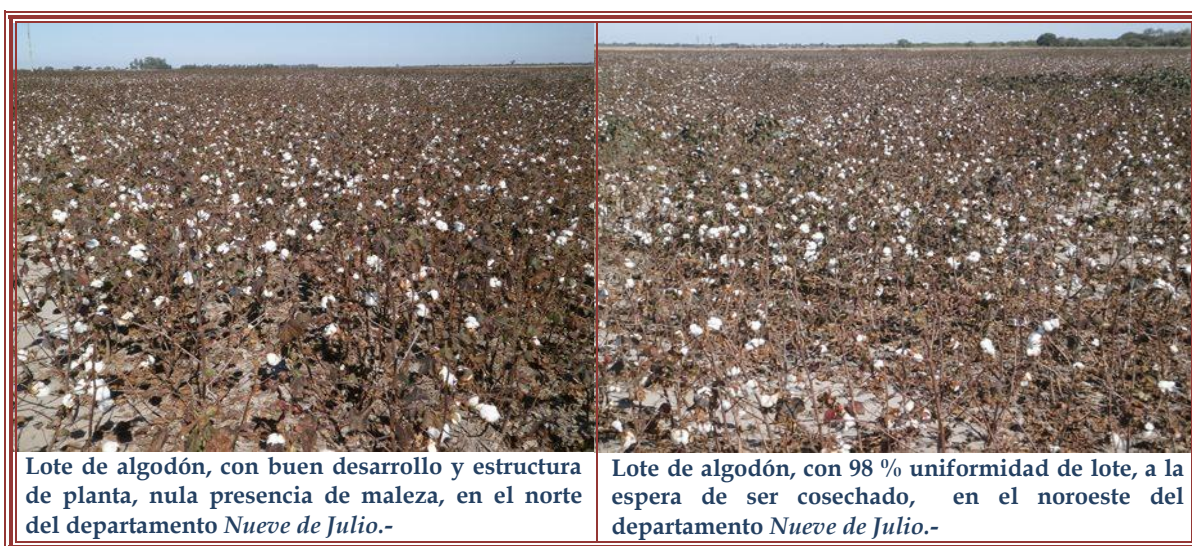 Lote de algodón, con buen desarrollo y estructura
de planta, nula presencia de maleza, en el norte
del departamento Nueve de Julio.-
Lote de algodón, con 98 % uniformidad de lote, a la
espera de ser cosechado, en el noroeste del
departamento Nueve de Julio.-